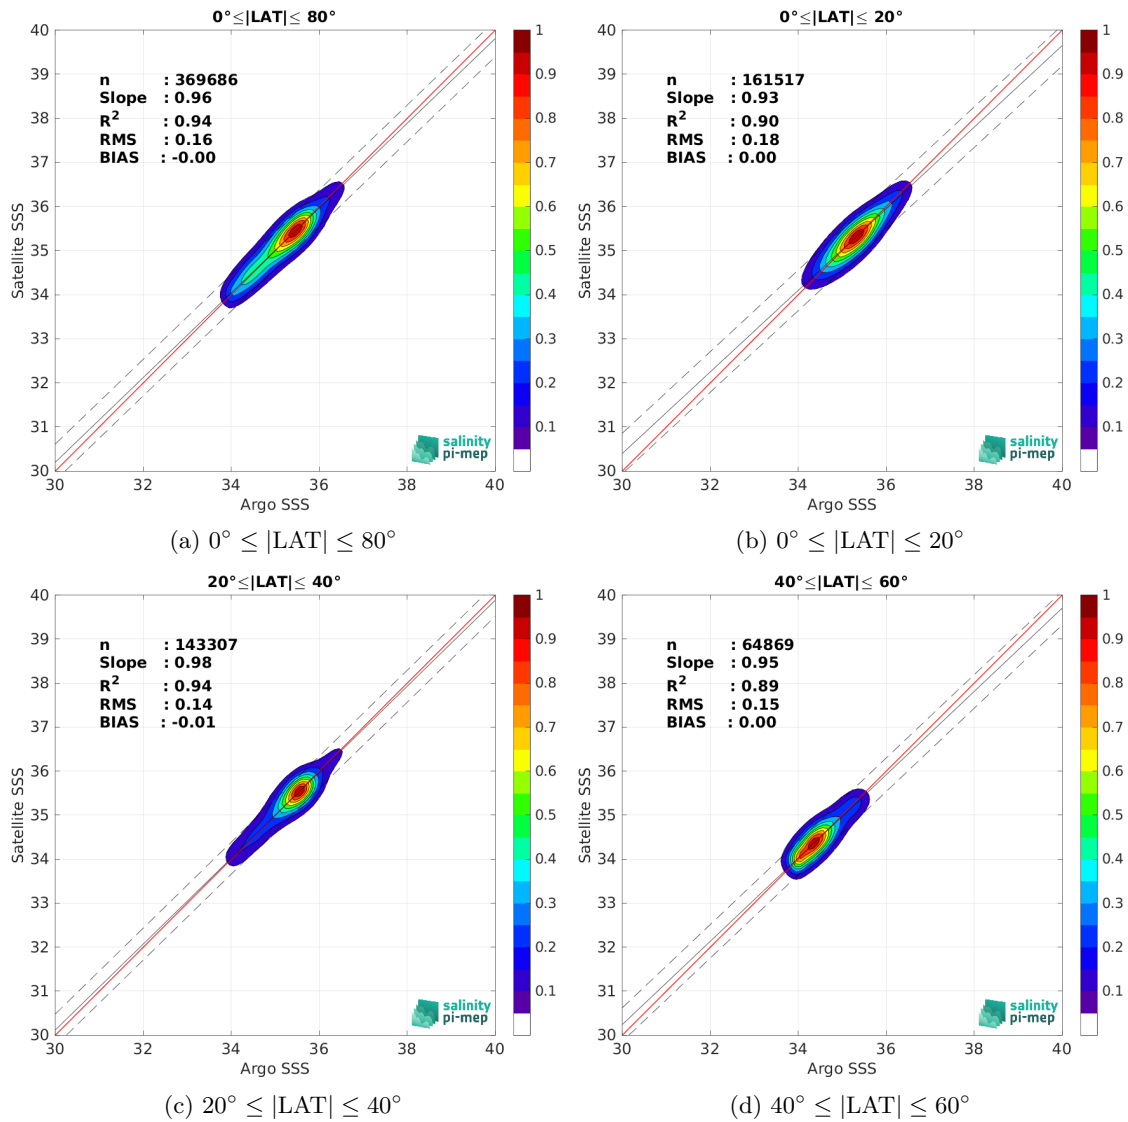 0°≤|LAT|≤ 80°
40
39
38
37
36
35
34
33
32
31
30
Satellite SSS
n : 369686
Slope : 0.96
R2 : 0.94
RMS : 0.16
BIAS : -0.00
salinity
pi-mep
30 32 34 36 38 40
Argo SSS
1
0.9
0.8
0.7
0.6
0.5
0.4
0.3
0.2
0.1
(a) 0° ≤ |LAT| ≤ 80°
0°≤|LAT|≤ 20°
40
39
38
37
36
35
34
33
32
31
30
Satellite SSS
n : 161517
Slope : 0.93
R2 : 0.90
RMS : 0.18
BIAS : 0.00
salinity
pi-mep
30 32 34 36 38 40
Argo SSS
1
0.9
0.8
0.7
0.6
0.5
0.4
0.3
0.2
0.1
(b) 0° ≤ |LAT| ≤ 20°
20°≤|LAT|≤ 40°
40
39
38
37
36
35
34
33
32
31
30
Satellite SSS
n : 143307
Slope : 0.98
R2 : 0.94
RMS : 0.14
BIAS : -0.01
salinity
pi-mep
30 32 34 36 38 40
Argo SSS
1
0.9
0.8
0.7
0.6
0.5
0.4
0.3
0.2
0.1
(c) 20° ≤ |LAT| ≤ 40°
40°≤|LAT|≤ 60°
40
39
38
37
36
35
34
33
32
31
30
Satellite SSS
n : 64869
Slope : 0.95
R2 : 0.89
RMS : 0.15
BIAS : 0.00
salinity
pi-mep
30 32 34 36 38 40
Argo SSS
1
0.9
0.8
0.7
0.6
0.5
0.4
0.3
0.2
0.1
(d) 40° ≤ |LAT| ≤ 60°